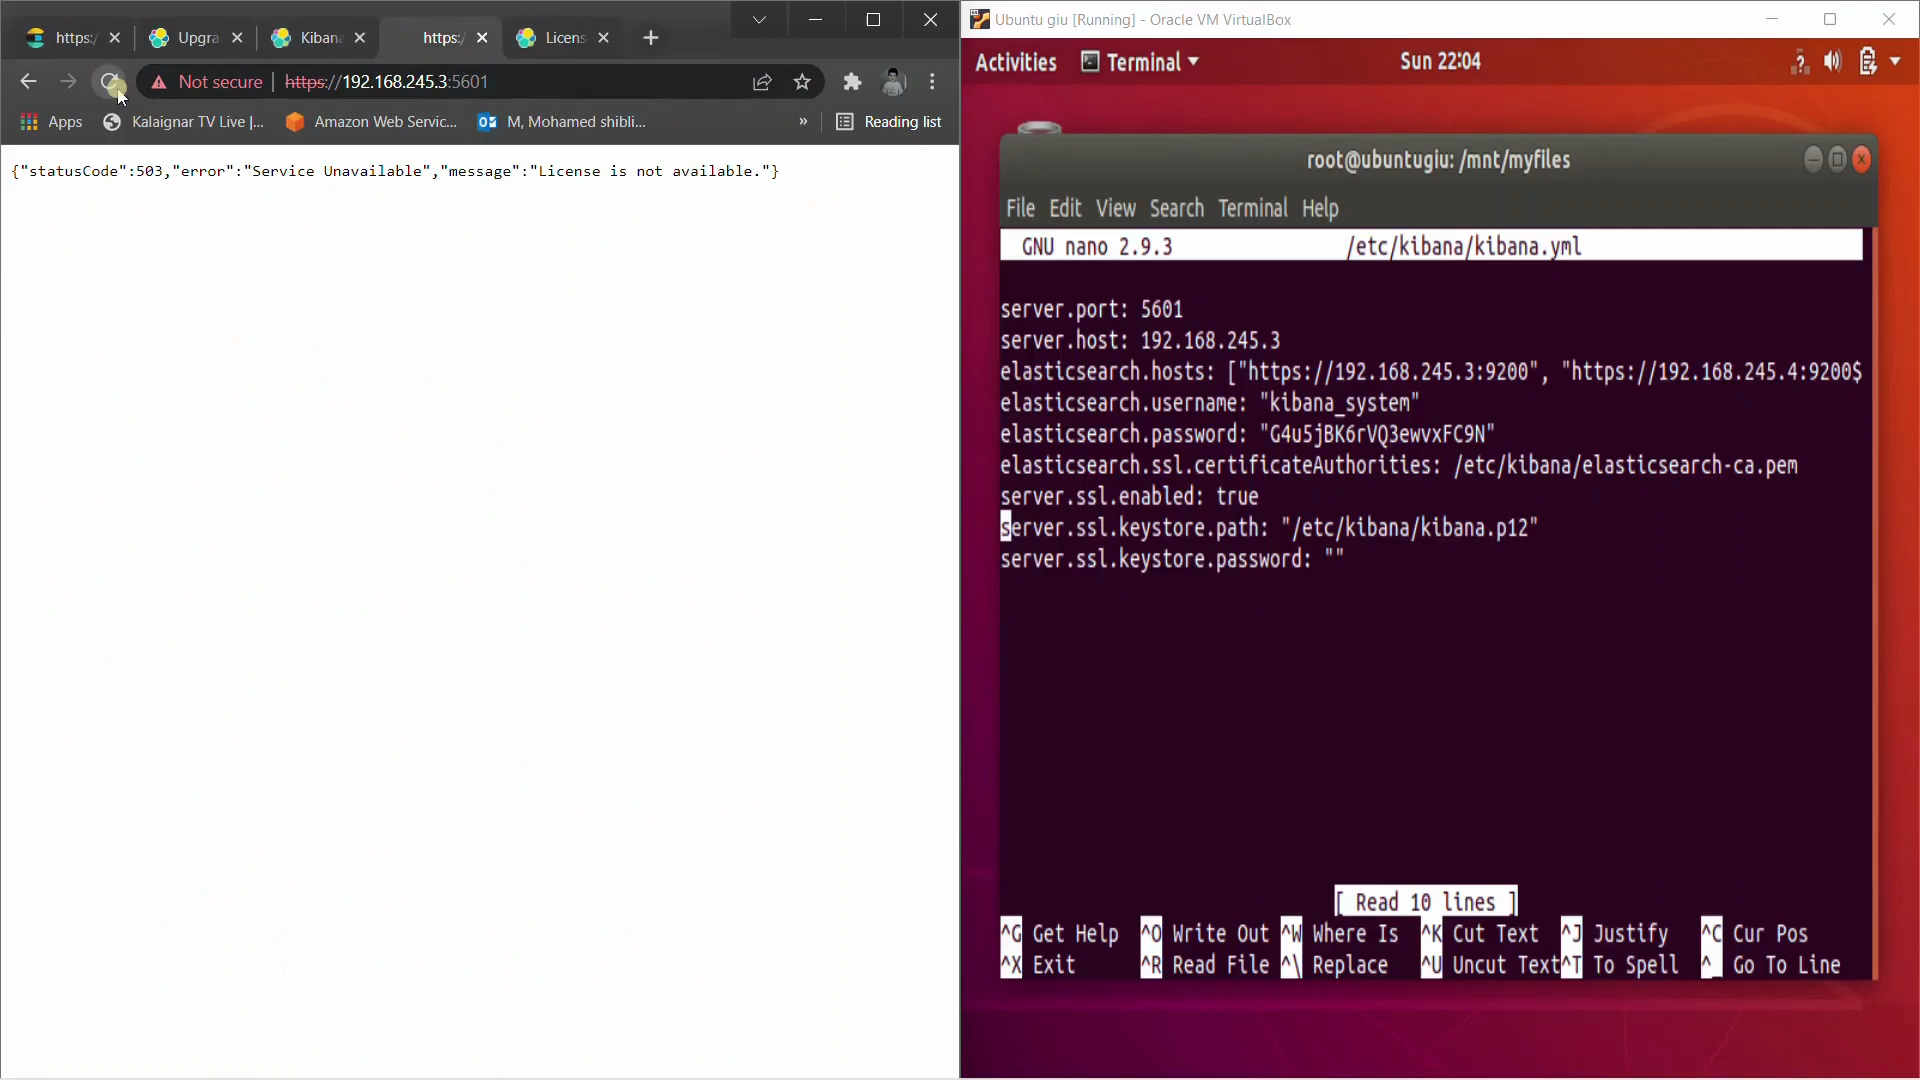 https:/
Upgra
Kibana
https:/
Licens
Not secure | https://192.168.245.3:5601
Apps
Kalaignar TV Live |...
Amazon Web Servic...
M, Mohamed shibli...
»
Reading list
{"statusCode":503,"error":"Service Unavailable","message":"License is not available."}
Ubuntu giu [Running] - Oracle VM VirtualBox
Activities
Terminal
Sun 22:04
root@ubuntugiu: /mnt/myfiles
File Edit View Search Terminal Help
GNU nano 2.9.3 /etc/kibana/kibana.yml
server.port: 5601
server.host: 192.168.245.3
elasticsearch.hosts: ["https://192.168.245.3:9200", "https://192.168.245.4:9200$
elasticsearch.username: "kibana_system"
elasticsearch.password: "G4u5jBK6rVQ3ewvxFC9N"
elasticsearch.ssl.certificateAuthorities: /etc/kibana/elasticsearch-ca.pem
server.ssl.enabled: true
server.ssl.keystore.path: "/etc/kibana/kibana.p12"
server.ssl.keystore.password: ""
[ Read 10 lines ]
^G Get Help ^O Write Out ^W Where Is ^K Cut Text ^J Justify ^C Cur Pos
^X Exit ^R Read File ^\ Replace ^U Uncut Text ^T To Spell ^_ Go To Line